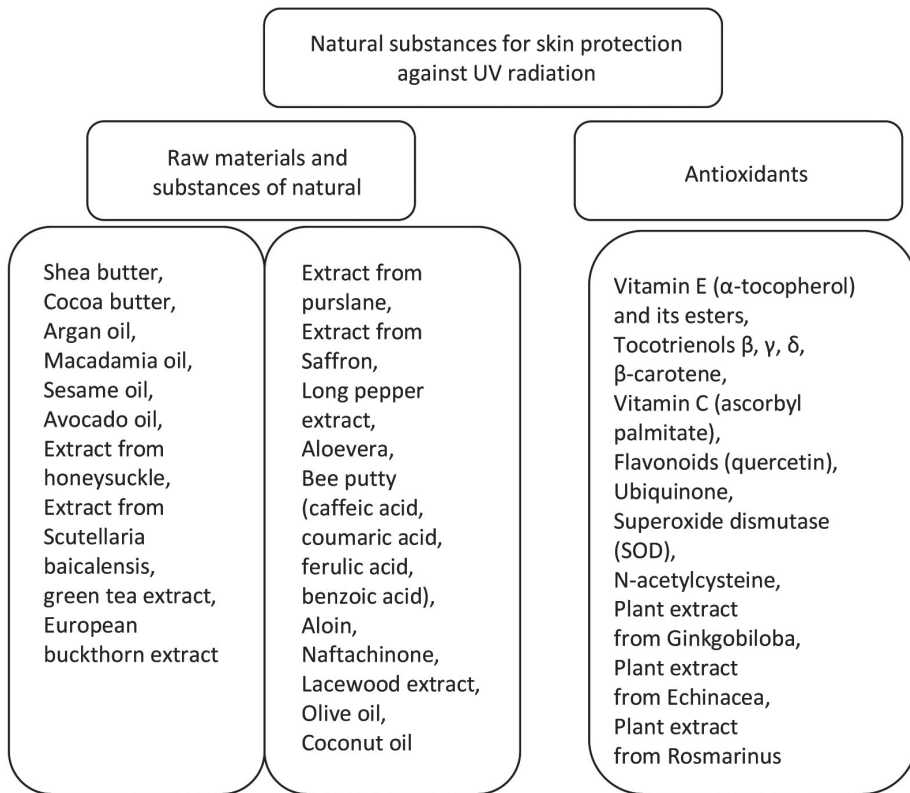 Natural substances for skin protection
against UV radiation
Raw materials and
substances of natural
Antioxidants
Shea butter,
Cocoa butter,
Argan oil,
Macadamia oil,
Sesame oil,
Avocado oil,
Extract from
honeysuckle,
Extract from
Scutellaria
baicalensis,
green tea extract,
European
buckthorn extract
Extract from
purslane,
Extract from
Saffron,
Long pepper
extract,
Aloevera,
Bee putty
(caffeic acid,
coumaric acid,
ferulic acid,
benzoic acid),
Aloin,
Naftachinone,
Lacewood extract,
Olive oil,
Coconut oil
Vitamin E (α-tocopherol)
and its esters,
Tocotrienols β, γ, δ,
β-carotene,
Vitamin C (ascorbyl
palmitate),
Flavonoids (quercetin),
Ubiquinone,
Superoxide dismutase
(SOD),
N-acetylcysteine,
Plant extract
from Ginkgobiloba,
Plant extract
from Echinacea,
Plant extract
from Rosmarinus